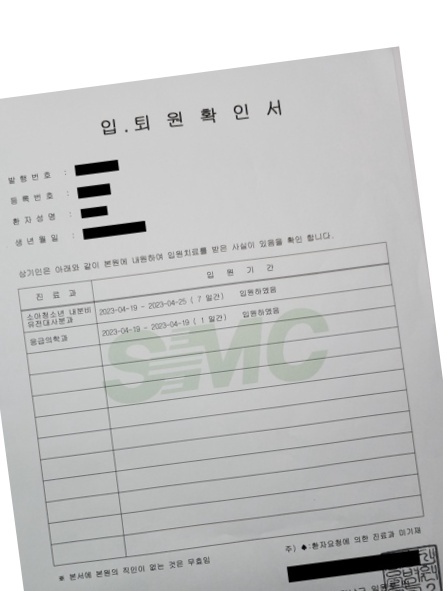 입.퇴원확인서
발행번호 :
등록번호 :
환자성명 :
생년월일 :
상기인은 아래와 같이 본원에 내원하여 입원치료를 받은 사실이 있음을 확인 합니다.
진 료 과 입 원 기 간
소아청소년 내분비
유전대사분과 2023-04-19 - 2023-04-25 ( 7 일간) 입원하였음
응급의학과 2023-04-19 - 2023-04-19 ( 1 일간) 입원하였음
SMC
주) ♠:환자요청에 의한 진료과 미기재
※ 본서에 본원의 직인이 없는 것은 무효임